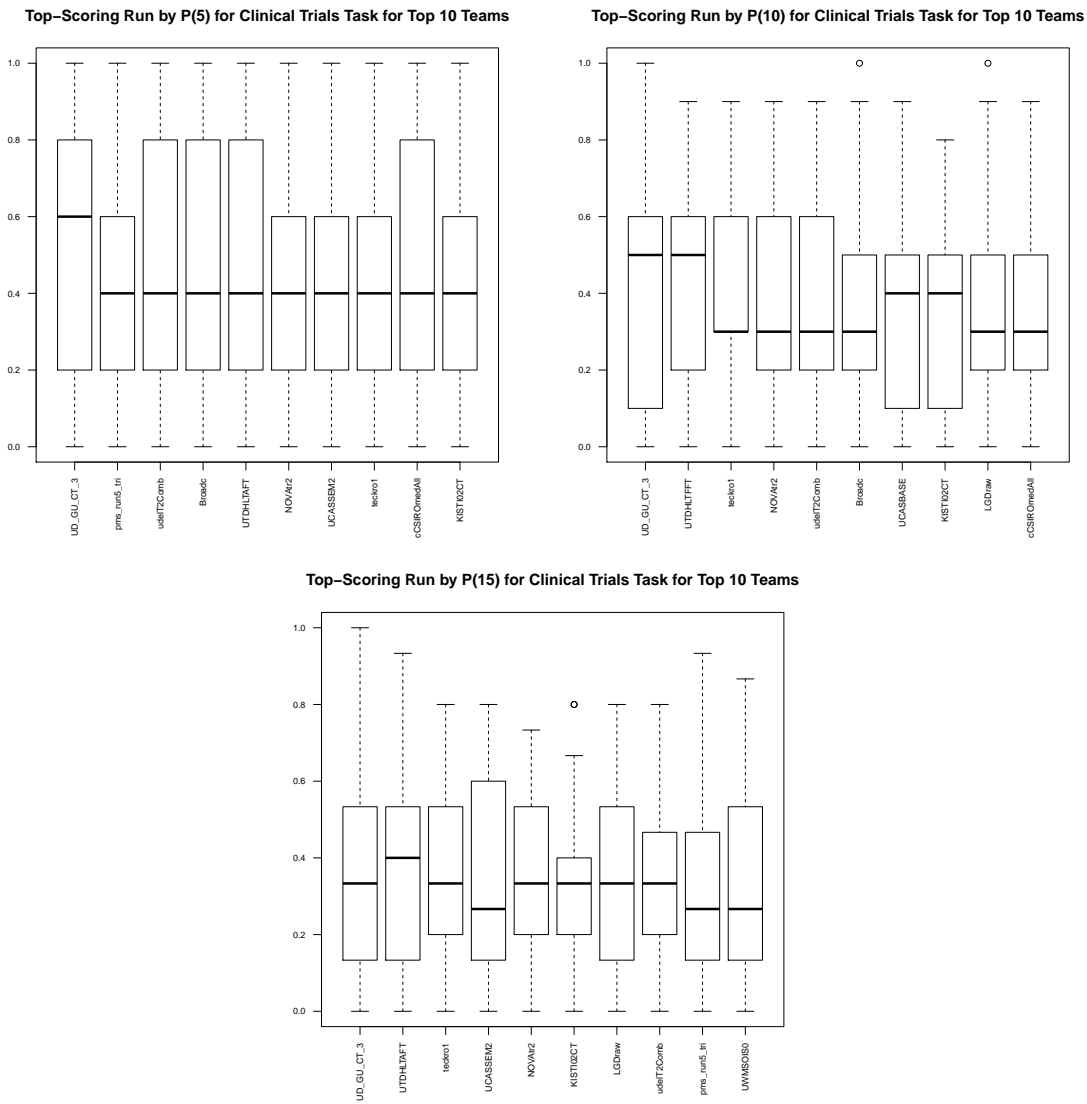 Top−Scoring Run by P(5) for Clinical Trials Task for Top 10 Teams
1.0
0.8
0.6
0.4
0.2
0.0
UD_GU_CT_3
pms_run5_tri
udelT2Comb
Broadc
UTDHLTAFT
NOVAtr2
UCASSEM2
teckro1
cCSIROmedAll
KISTI02CT
Top−Scoring Run by P(10) for Clinical Trials Task for Top 10 Teams
1.0
0.8
0.6
0.4
0.2
0.0
UD_GU_CT_3
UTDHLTFFT
teckro1
NOVAtr2
udelT2Comb
Broadc
UCASBASE
KISTI02CT
LGDraw
cCSIROmedAll
Top−Scoring Run by P(15) for Clinical Trials Task for Top 10 Teams
1.0
0.8
0.6
0.4
0.2
0.0
UD_GU_CT_3
UTDHLTAFT
teckro1
UCASSEM2
NOVAtr2
KISTI02CT
LGDraw
udelT2Comb
pms_run5_tri
UWMSOIS0